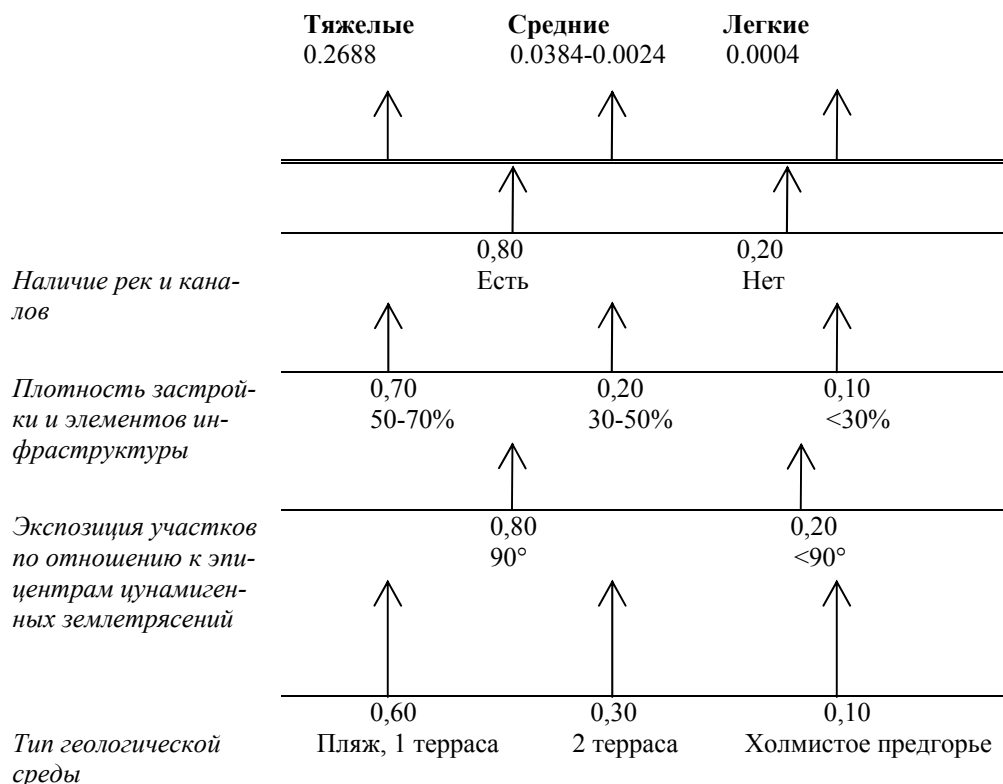 Тяжелые Средние Легкие
0.2688 0.0384-0.0024 0.0004
0,80 0,20
Наличие рек и кана- Есть Нет
лов
Плотность застрой- 0,70 0,20 0,10
ки и элементов ин- 50-70% 30-50% <30%
фраструктуры
Экспозиция участков 0,80 0,20
по отношению к эпи- 90° <90°
центрам цунамиген-
ных землетрясений
0,60 0,30 0,10
Тип геологической Пляж, 1 терраса 2 терраса Холмистое предгорье
среды